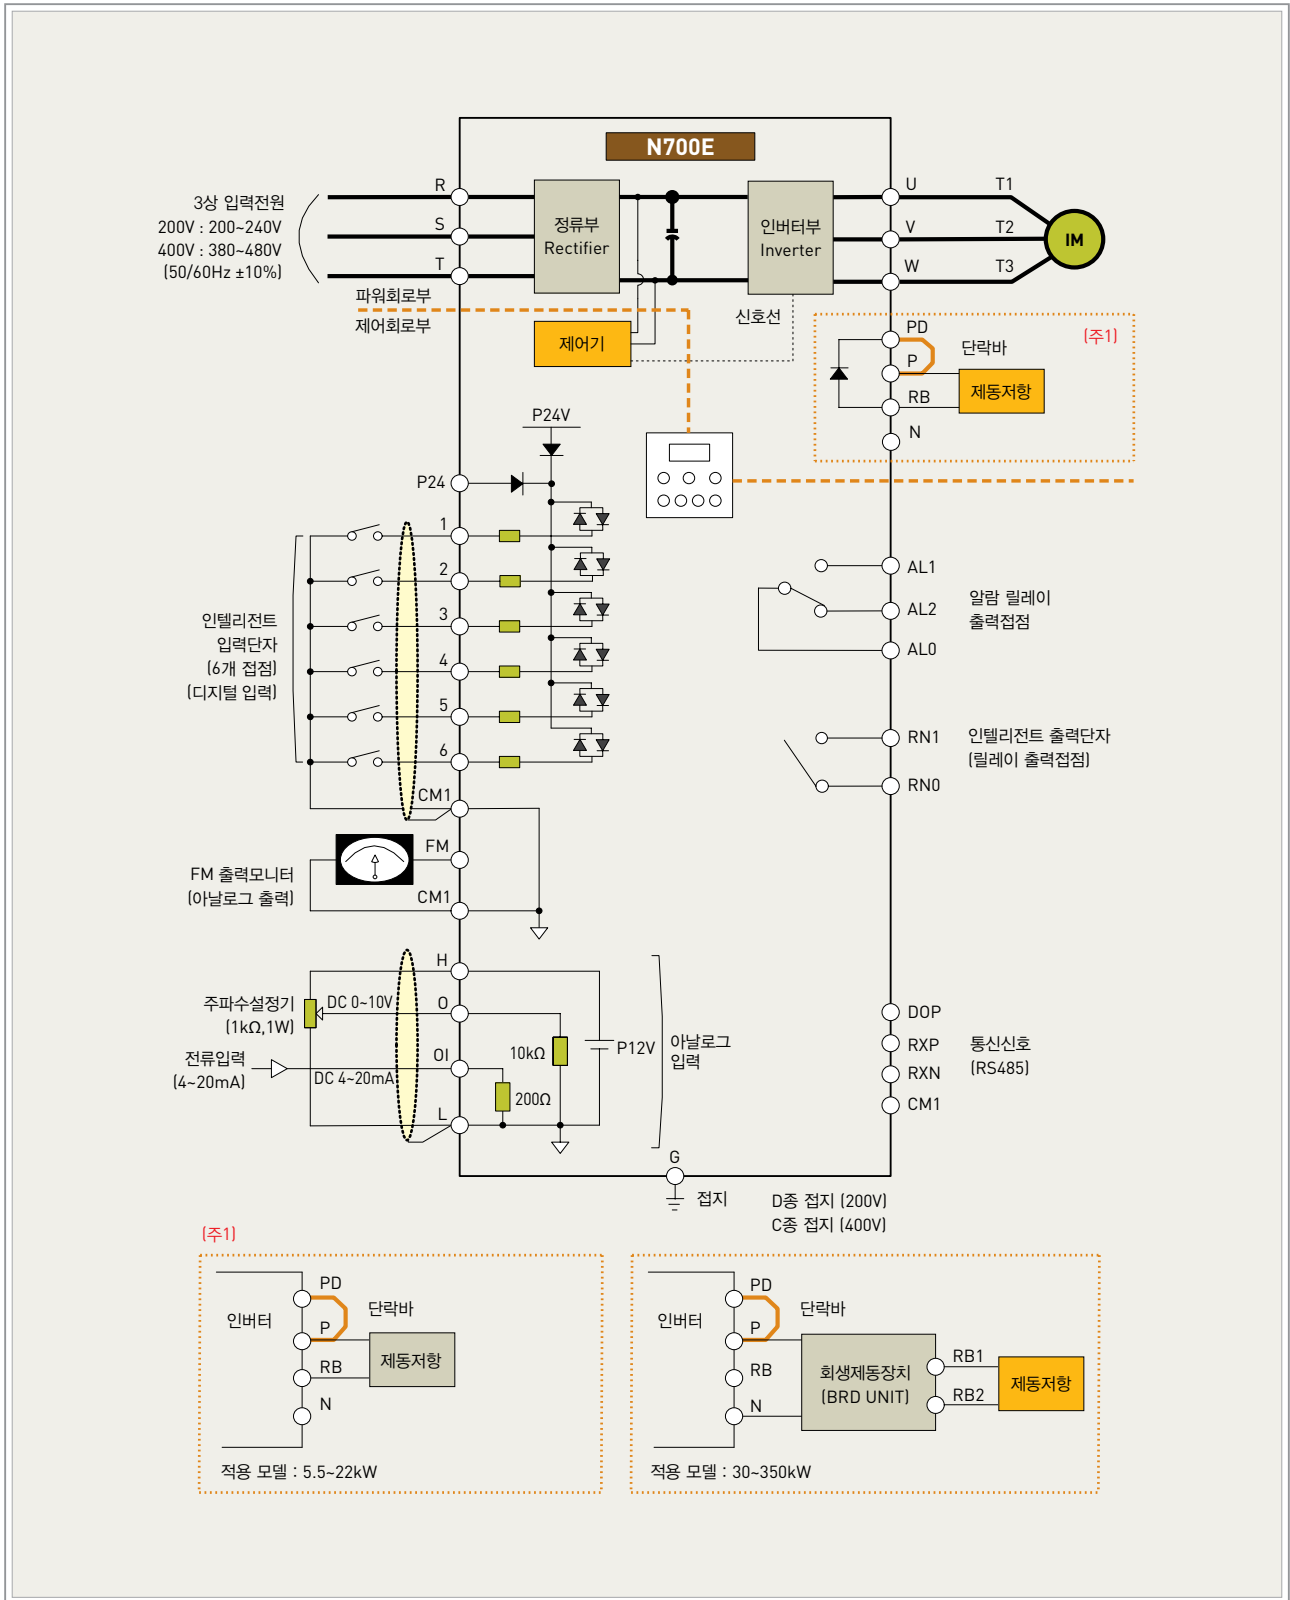 N700E
3상 입력전원
200V : 200~240V
400V : 380~480V
(50/60Hz ±10%)
R
S
T
정류부
Rectifier
인버터부
Inverter
U
V
W
T1
T2
T3
IM
파워회로부
제어회로부
제어기
신호선
(주1)
PD
P
RB
N
단락바
제동저항
P24V
P24
인텔리전트
입력단자
(6개 접점)
(디지털 입력)
1
2
3
4
5
6
CM1
AL1
AL2
AL0
알람 릴레이
출력접점
RN1
RN0
인텔리전트 출력단자
(릴레이 출력접점)
FM 출력모니터
(아날로그 출력)
FM
CM1
주파수설정기
(1kΩ,1W)
전류입력
(4~20mA)
DC 0~10V
DC 4~20mA
H
O
OI
L
10kΩ
200Ω
P12V
아날로그
입력
DOP
RXP
RXN
CM1
통신신호
(RS485)
G
접지
D종 접지 (200V)
C종 접지 (400V)
(주1)
인버터
PD
P
RB
N
단락바
제동저항
적용 모델 : 5.5~22kW
인버터
PD
P
RB
N
단락바
회생제동장치
(BRD UNIT)
RB1
RB2
제동저항
적용 모델 : 30~350kW